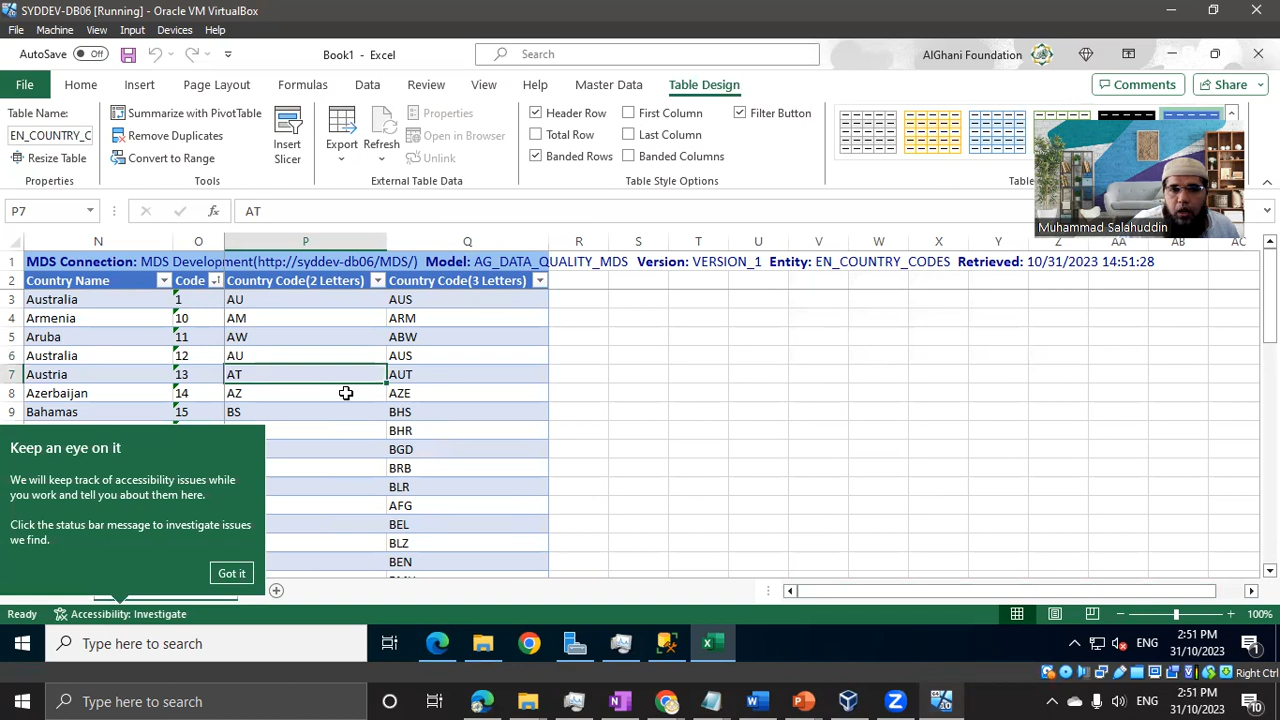 SYDDEV-DB06 [Running] - Oracle VM VirtualBox
File Machine View Input Devices Help
AutoSave Off Book1 - Excel Search AlGhani Foundation
File Home Insert Page Layout Formulas Data Review View Help Master Data Table Design Comments Share
Table Name: Summarize with PivotTable Properties Header Row First Column Filter Button
EN_COUNTRY_C Remove Duplicates Open in Browser Total Row Last Column
Resize Table Convert to Range Insert Slicer Export Refresh Unlink Banded Rows Banded Columns
Properties Tools External Table Data Table Style Options
Muhammad Salahuddin
P7 fx AT
N O P Q R S T U V W X Y Z AA AB AC
1 MDS Connection: MDS Development(http://syddev-db06/MDS/) Model: AG_DATA_QUALITY_MDS Version: VERSION_1 Entity: EN_COUNTRY_CODES Retrieved: 10/31/2023 14:51:28
2 Country Name Code Country Code(2 Letters) Country Code(3 Letters)
3 Australia 1 AU AUS
4 Armenia 10 AM ARM
5 Aruba 11 AW ABW
6 Australia 12 AU AUS
7 Austria 13 AT AUT
8 Azerbaijan 14 AZ AZE
9 Bahamas 15 BS BHS
BHR
BGD
BRB
BLR
AFG
BEL
BLZ
BEN
Keep an eye on it
We will keep track of accessibility issues while
you work and tell you about them here.
Click the status bar message to investigate issues
we find.
Got it
Ready Accessibility: Investigate 100%
Type here to search ENG 2:51 PM
31/10/2023 1
Right Ctrl
Type here to search ENG 2:51 PM
31/10/2023 10